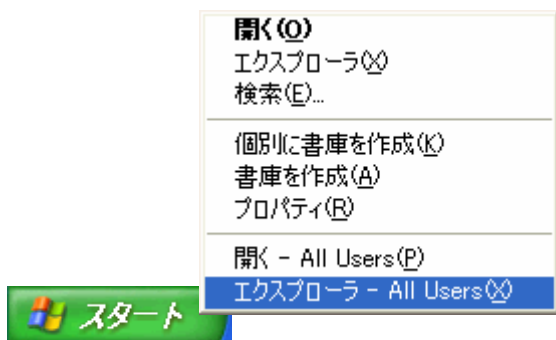 開く(O)
エクスプローラ(X)
検索(E)...
個別に書庫を作成(K)
書庫を作成(A)
プロパティ(R)
開く - All Users(P)
エクスプローラ - All Users(X)
スタート